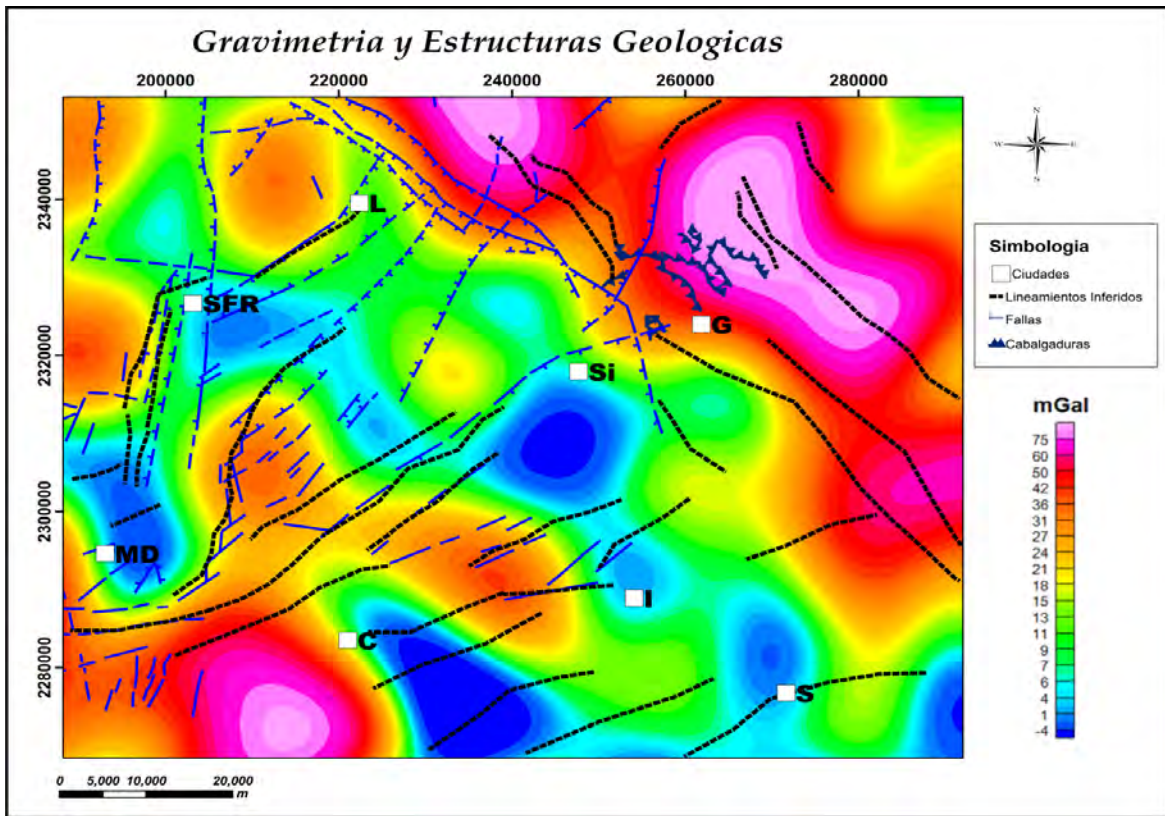 Gravimetria y Estructuras Geologicas
200000 220000 240000 260000 280000
2340000
2320000
2300000
2280000
L
SFR
G
Si
MD
I
C
S
N
W E
S
Simbología
Ciudades
Lineamientos Inferidos
Fallas
Cabalgaduras
mGal
75
60
50
42
36
31
27
24
21
18
15
13
11
9
7
6
4
1
-4
0 5,000 10,000 20,000
m